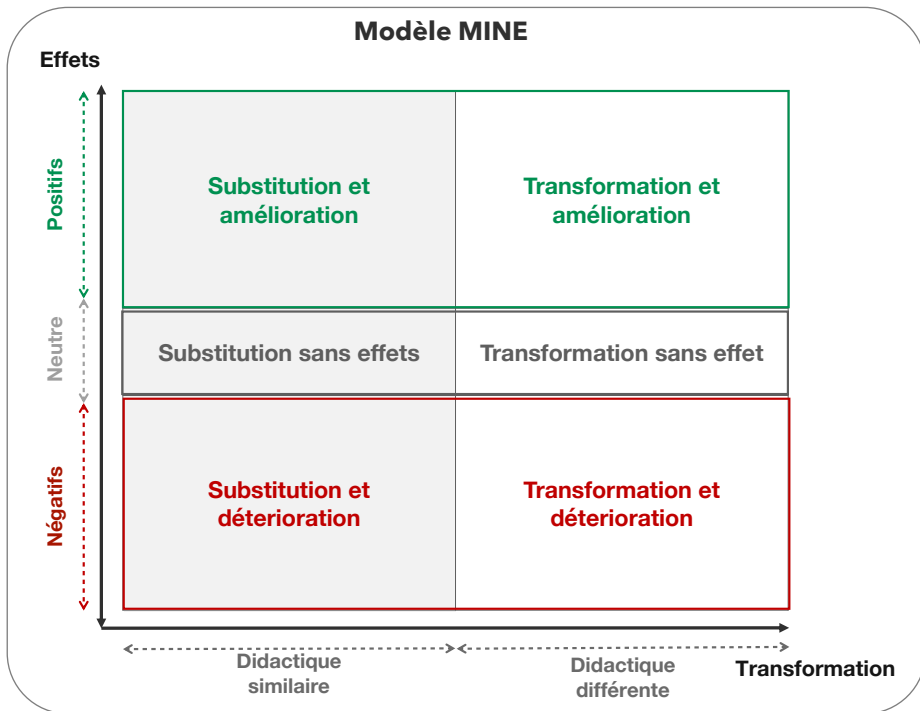 Modèle MINE
Effets
Positifs
Substitution et
amélioration
Transformation et
amélioration
Neutre
Substitution sans effets
Transformation sans effet
Négatifs
Substitution et
déterioration
Transformation et
déterioration
Didactique
similaire
Didactique
différente
Transformation